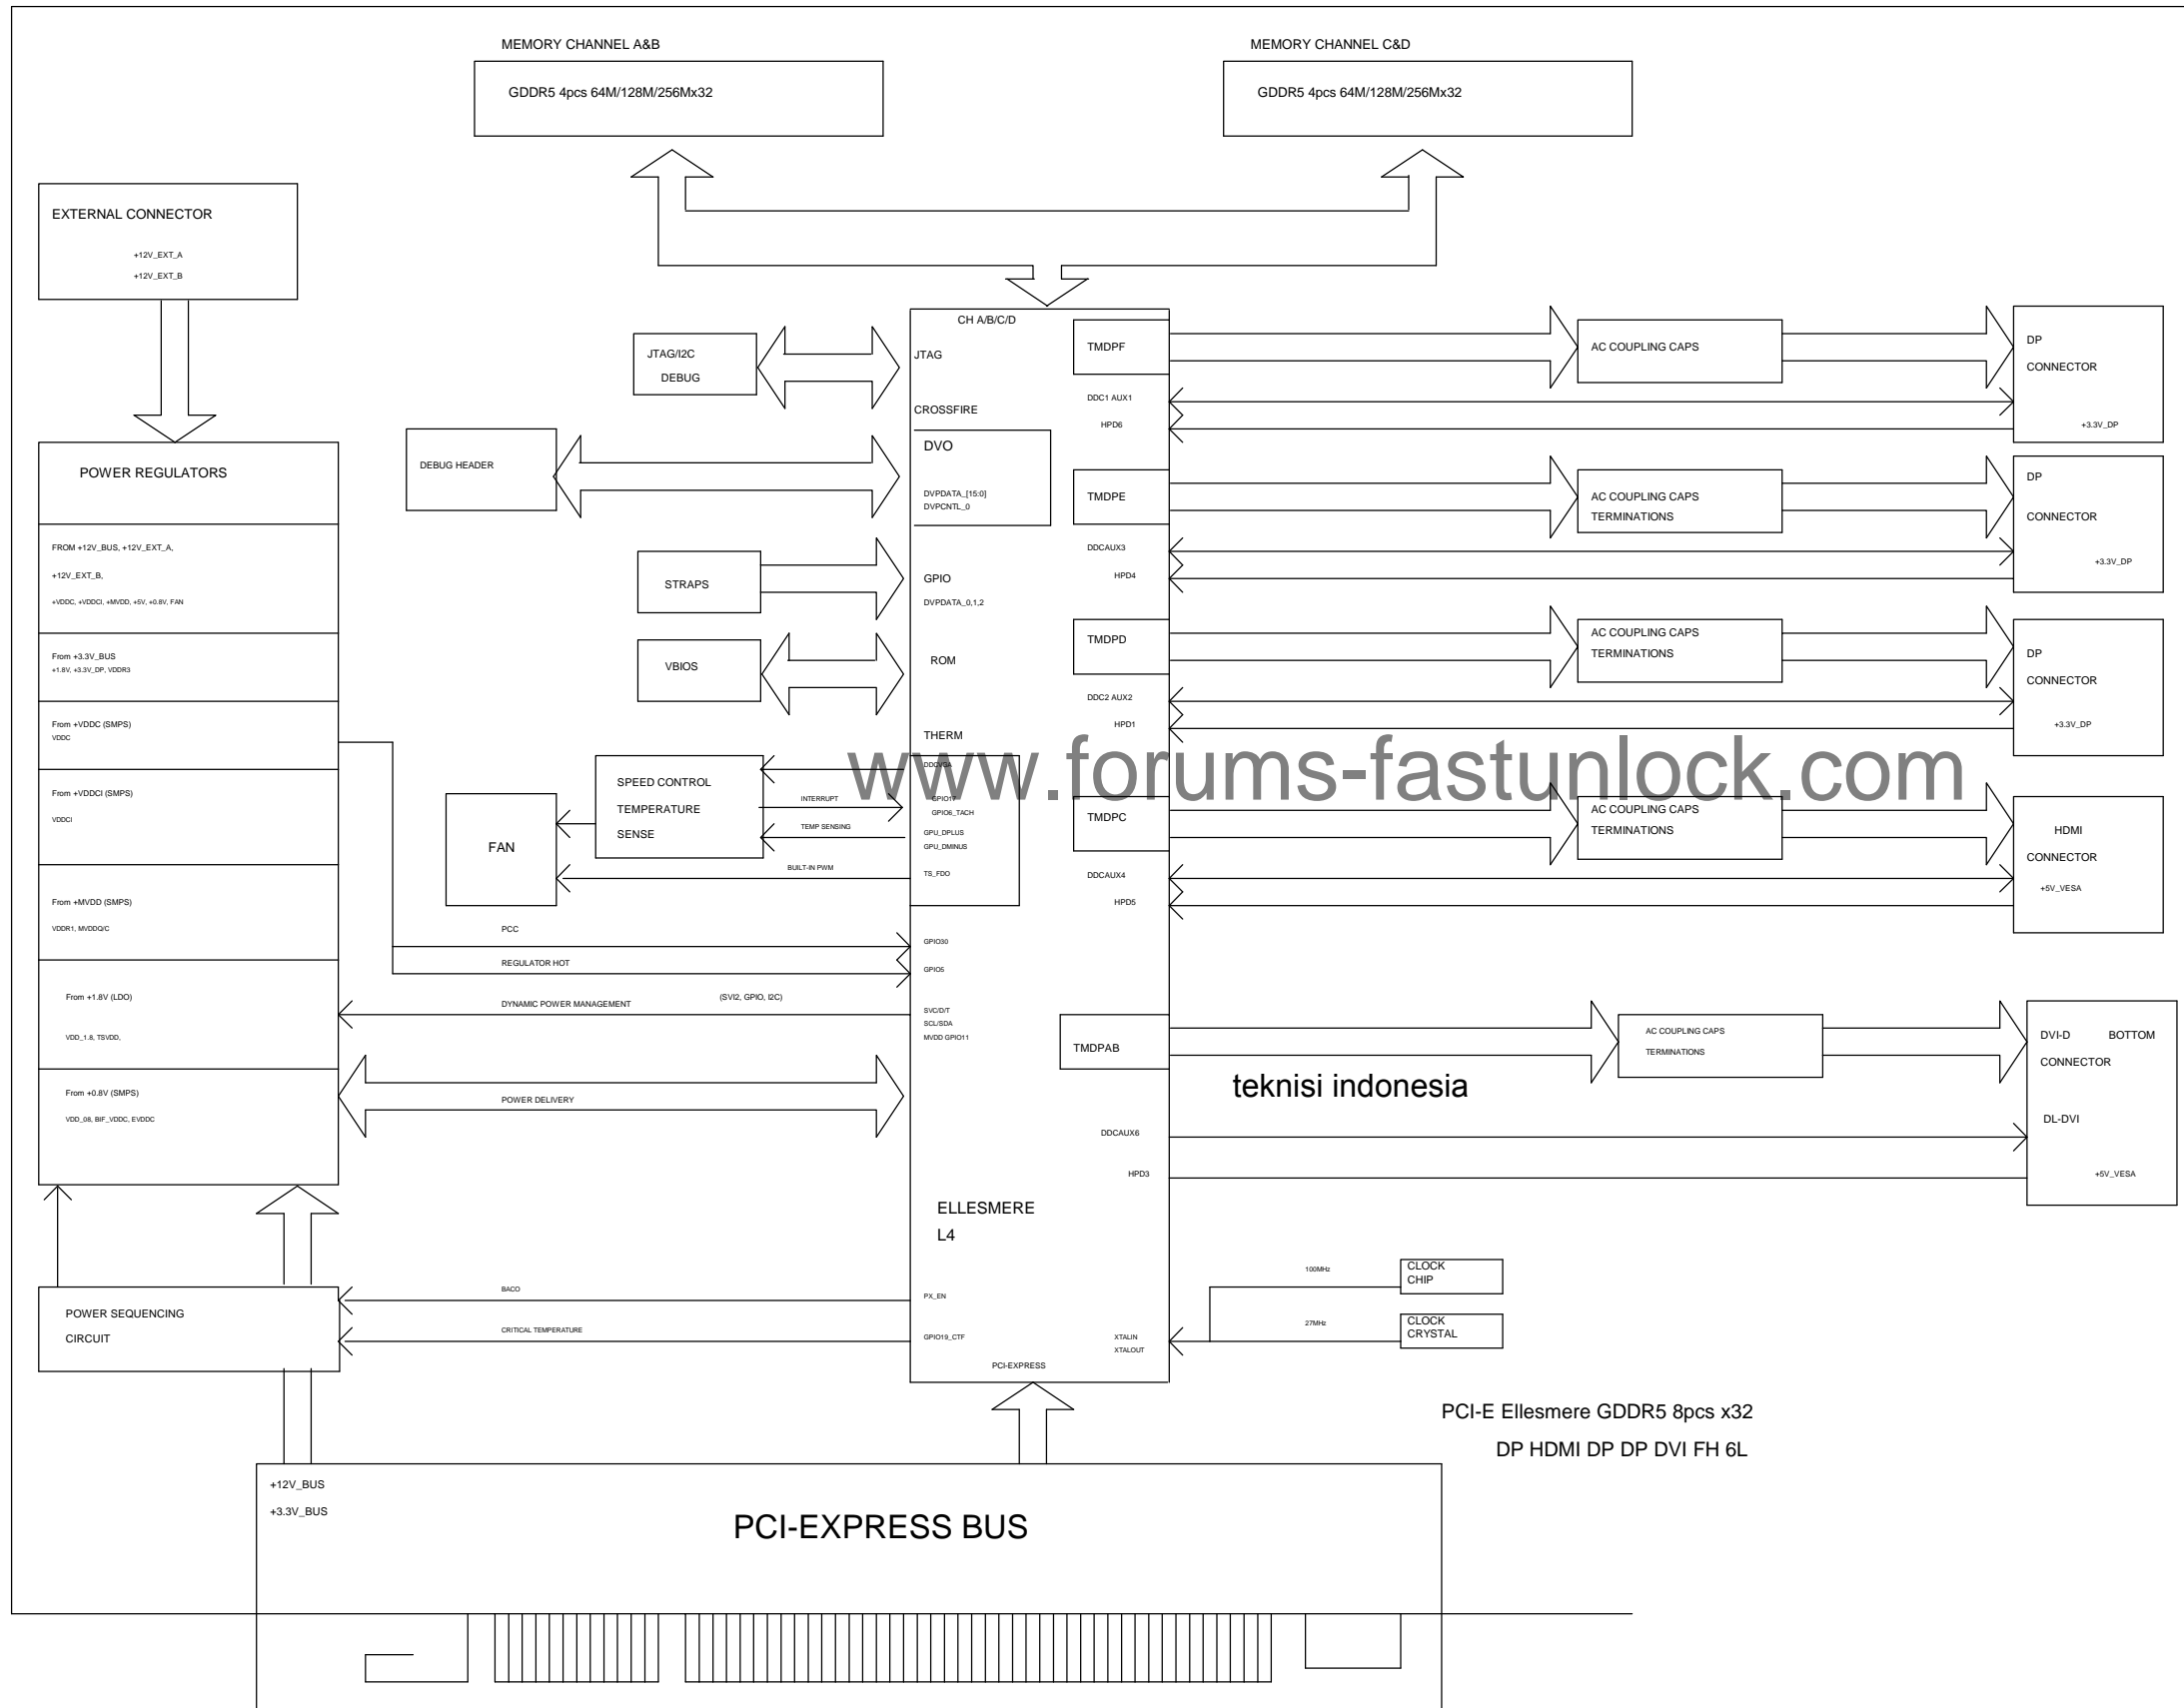 MEMORY CHANNEL A&B
GDDR5 4pcs 64M/128M/256Mx32
MEMORY CHANNEL C&D
GDDR5 4pcs 64M/128M/256Mx32
EXTERNAL CONNECTOR
+12V_EXT_A
+12V_EXT_B
POWER REGULATORS
FROM +12V_BUS, +12V_EXT_A,
+12V_EXT_B,
+VDDC, +VDDCI, +MVDD, +5V, +0.8V, FAN
From +3.3V_BUS
+1.8V, +3.3V_DP, VDDR3
From +VDDC (SMPS)
VDDC
From +VDDCI (SMPS)
VDDCI
From +MVDD (SMPS)
VDDR1, MVDDQ/C
From +1.8V (LDO)
VDD_1.8, TSVDD,
From +0.8V (SMPS)
VDD_08, BIF_VDDC, EVDDC
POWER SEQUENCING
CIRCUIT
JTAG/I2C
DEBUG
DEBUG HEADER
STRAPS
VBIOS
SPEED CONTROL
TEMPERATURE
SENSE
FAN
INTERRUPT
TEMP SENSING
BUILT-IN PWM
PCC
REGULATOR HOT
DYNAMIC POWER MANAGEMENT
(SVI2, GPIO, I2C)
POWER DELIVERY
BACO
CRITICAL TEMPERATURE
CH A/B/C/D
JTAG
CROSSFIRE
DVO
DVPDATA_[15:0]
DVPCNTL_0
GPIO
DVPDATA_0,1,2
ROM
THERM
DDCVGA
GPIO17
GPIO6_TACH
GPU_DPLUS
GPU_DMINUS
TS_FDO
GPIO30
GPIO5
SVC/D/T
SCL/SDA
MVDD GPIO11
ELLESMERE
L4
PX_EN
GPIO19_CTF
PCI-EXPRESS
TMDPF
DDC1 AUX1
HPD6
TMDPE
DDCAUX3
HPD4
TMDPD
DDC2 AUX2
HPD1
TMDPC
DDCAUX4
HPD5
TMDPAB
DDCAUX6
HPD3
XTALIN
XTALOUT
AC COUPLING CAPS
AC COUPLING CAPS
TERMINATIONS
AC COUPLING CAPS
TERMINATIONS
AC COUPLING CAPS
TERMINATIONS
AC COUPLING CAPS
TERMINATIONS
DP
CONNECTOR
+3.3V_DP
DP
CONNECTOR
+3.3V_DP
DP
CONNECTOR
+3.3V_DP
HDMI
CONNECTOR
+5V_VESA
DVI-D BOTTOM
CONNECTOR
DL-DVI
+5V_VESA
www.forums-fastunlock.com
teknisi indonesia
100MHz
CLOCK
CHIP
27MHz
CLOCK
CRYSTAL
PCI-E Ellesmere GDDR5 8pcs x32
DP HDMI DP DP DVI FH 6L
+12V_BUS
+3.3V_BUS
PCI-EXPRESS BUS